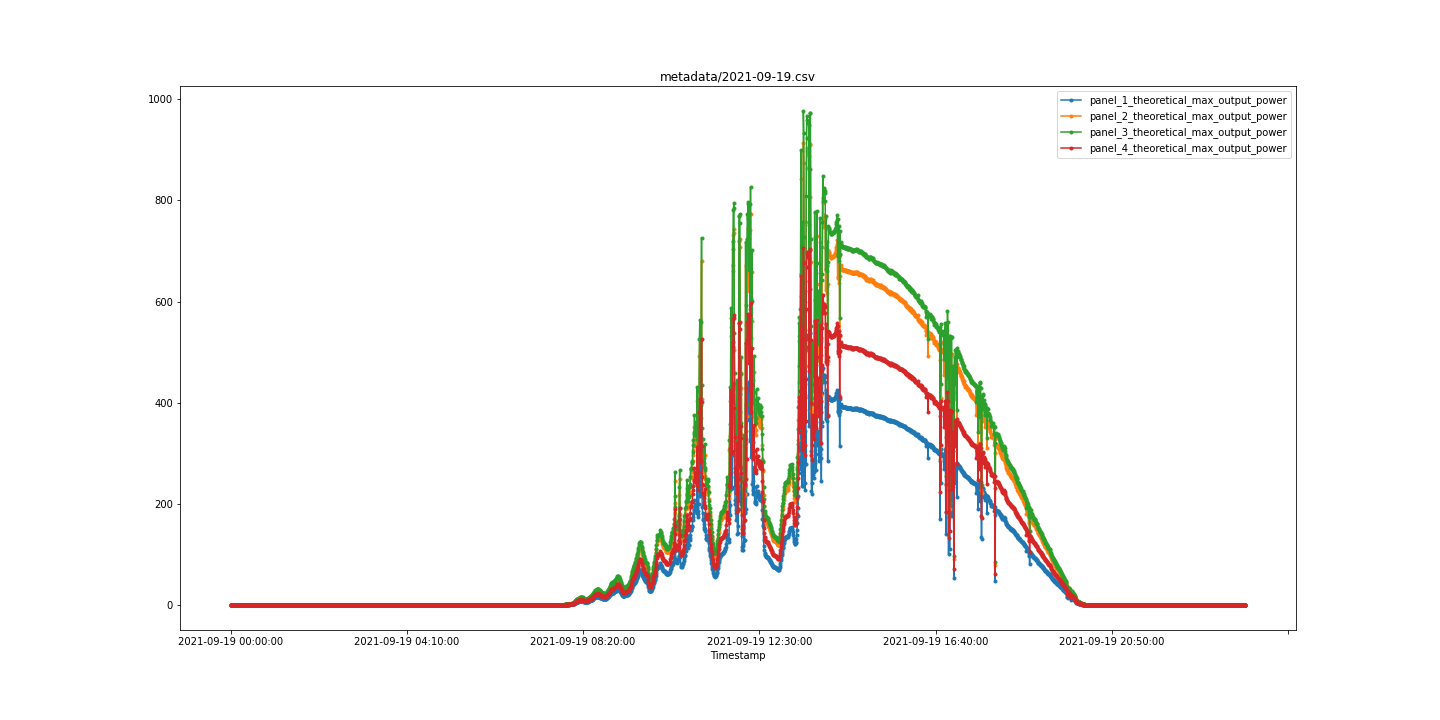 metadata/2021-09-19.csv
panel_1_theoretical_max_output_power
panel_2_theoretical_max_output_power
panel_3_theoretical_max_output_power
panel_4_theoretical_max_output_power
1000
800
600
400
200
0
2021-09-19 00:00:00 2021-09-19 04:10:00 2021-09-19 08:20:00 2021-09-19 12:30:00 2021-09-19 16:40:00 2021-09-19 20:50:00
Timestamp